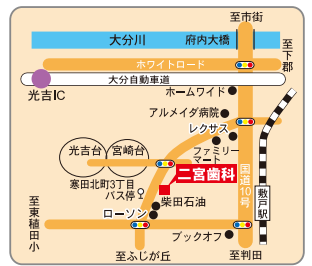 至市街
大分川
府内大橋
至下郡
ホワイトロード
大分自動車道
光吉IC
ホームワイド
アルメイダ病院
レクサス
ファミリー
マート
光吉台
宮崎台
二宮歯科
国道10号
敷戸駅
寒田北町3丁目
バス停
柴田石油
ローソン
至東稙田小
ブックオフ
至ふじが丘
至判田